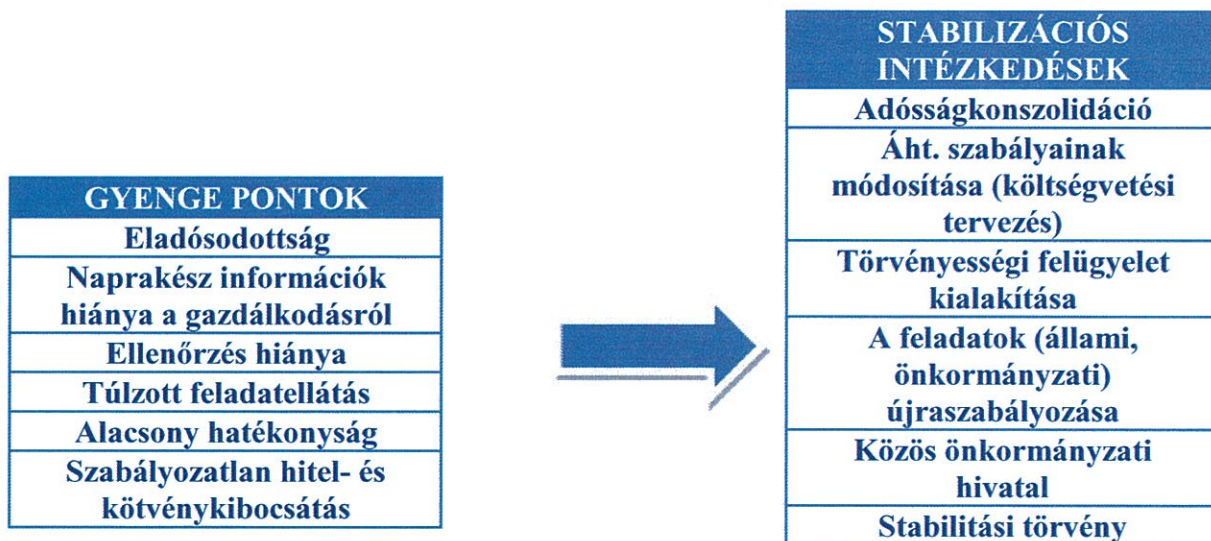 GYENGE PONTOK
Eladósodottság
Naprakész információk
hiánya a gazdálkodásról
Ellenőrzés hiánya
Túlzott feladatellátás
Alacsony hatékonyság
Szabályozatlan hitel- és
kötvénykibocsátás
STABILIZÁCIÓS
INTÉZKEDÉSEK
Adósságkonszolidáció
Áht. szabályainak
módosítása (költségvetési
tervezés)
Törvényességi felügyelet
kialakítása
A feladatok (állami,
önkormányzati)
újraszabályozása
Közös önkormányzati
hivatal
Stabilitási törvény